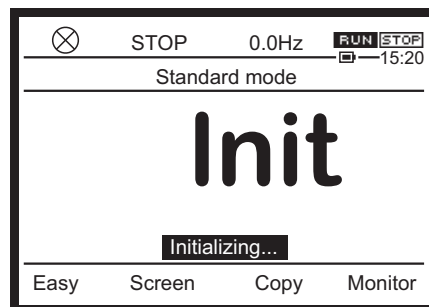 STOP 0.0Hz RUN STOP
15:20
Standard mode
Init
Initializing...
Easy Screen Copy Monitor